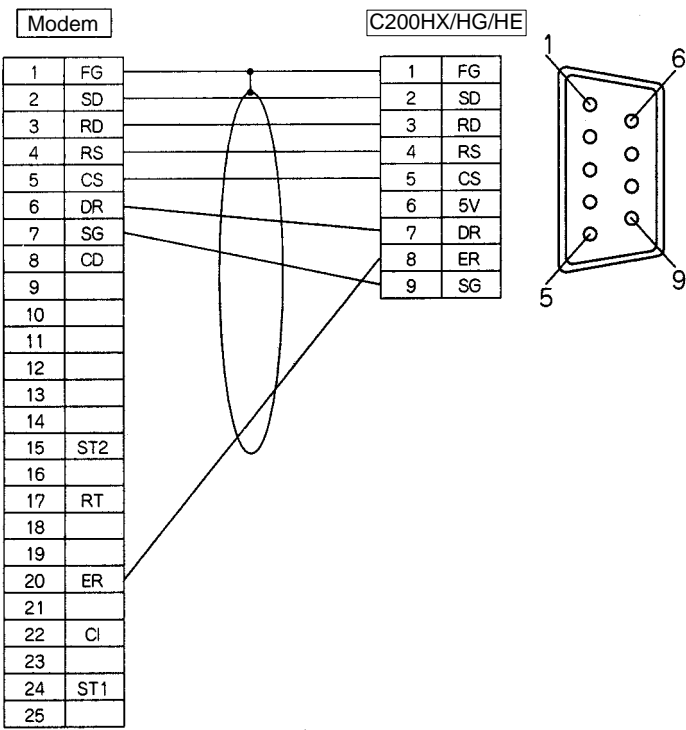 Modem
1 FG
2 SD
3 RD
4 RS
5 CS
6 DR
7 SG
8 CD
9
10
11
12
13
14
15 ST2
16
17 RT
18
19
20 ER
21
22 CI
23
24 ST1
25
C200HX/HG/HE
1 FG
2 SD
3 RD
4 RS
5 CS
6 5V
7 DR
8 ER
9 SG
1
6
5
9